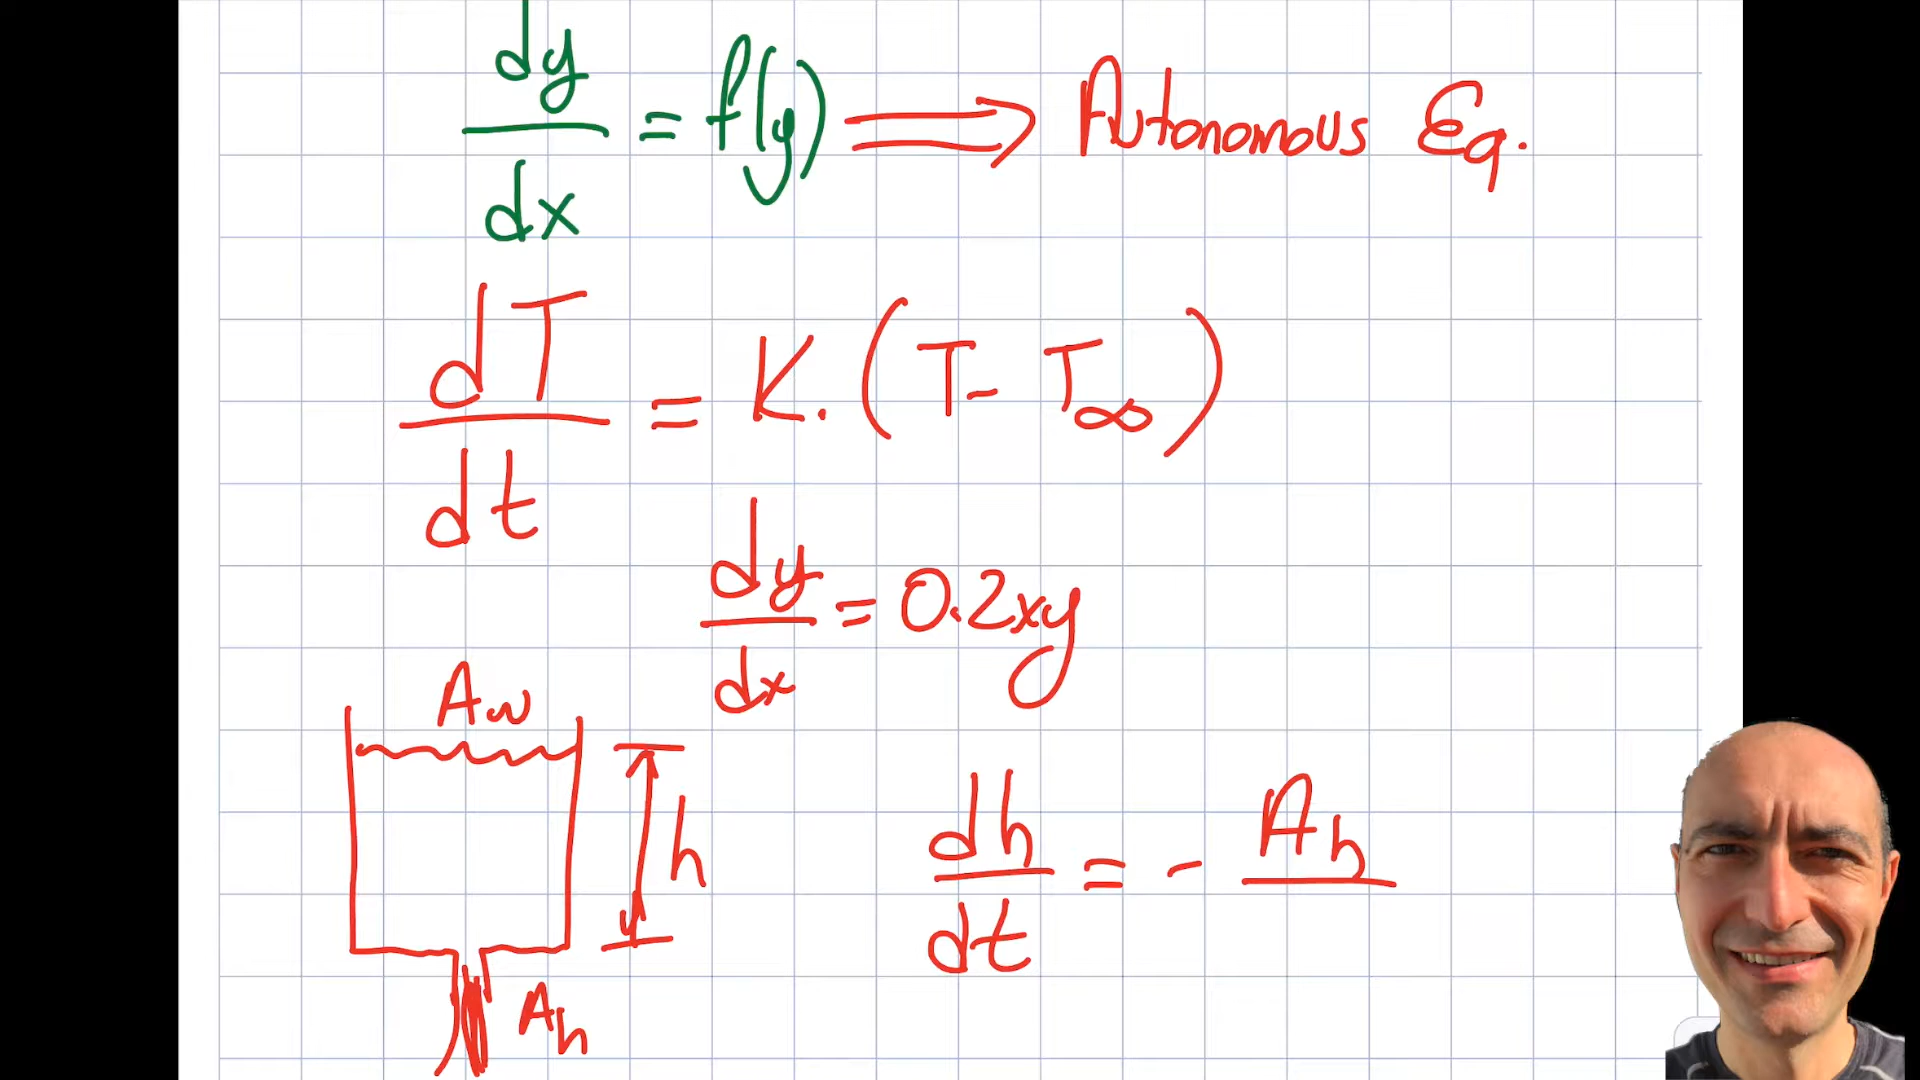 dy/dx = f(y) ⟹ Autonomous Eq.
dT/dt = K. (T - T∞)
dy/dx = 0.2xy
Aw
h
Ah
dh/dt = - Ah/